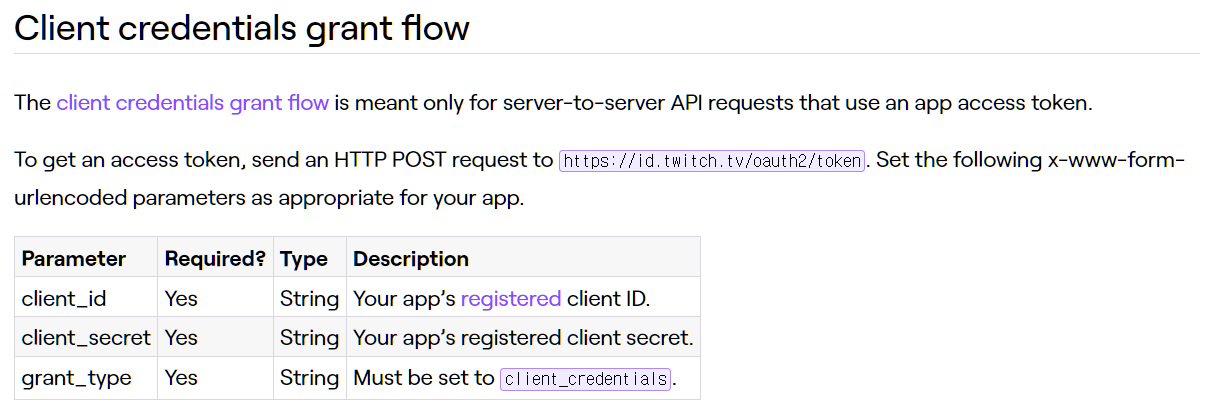 Client credentials grant flow
The client credentials grant flow is meant only for server-to-server API requests that use an app access token.
To get an access token, send an HTTP POST request to https://id.twitch.tv/oauth2/token. Set the following x-www-form-
urlencoded parameters as appropriate for your app.
Parameter Required? Type Description
client_id Yes String Your app’s registered client ID.
client_secret Yes String Your app’s registered client secret.
grant_type Yes String Must be set to client_credentials.